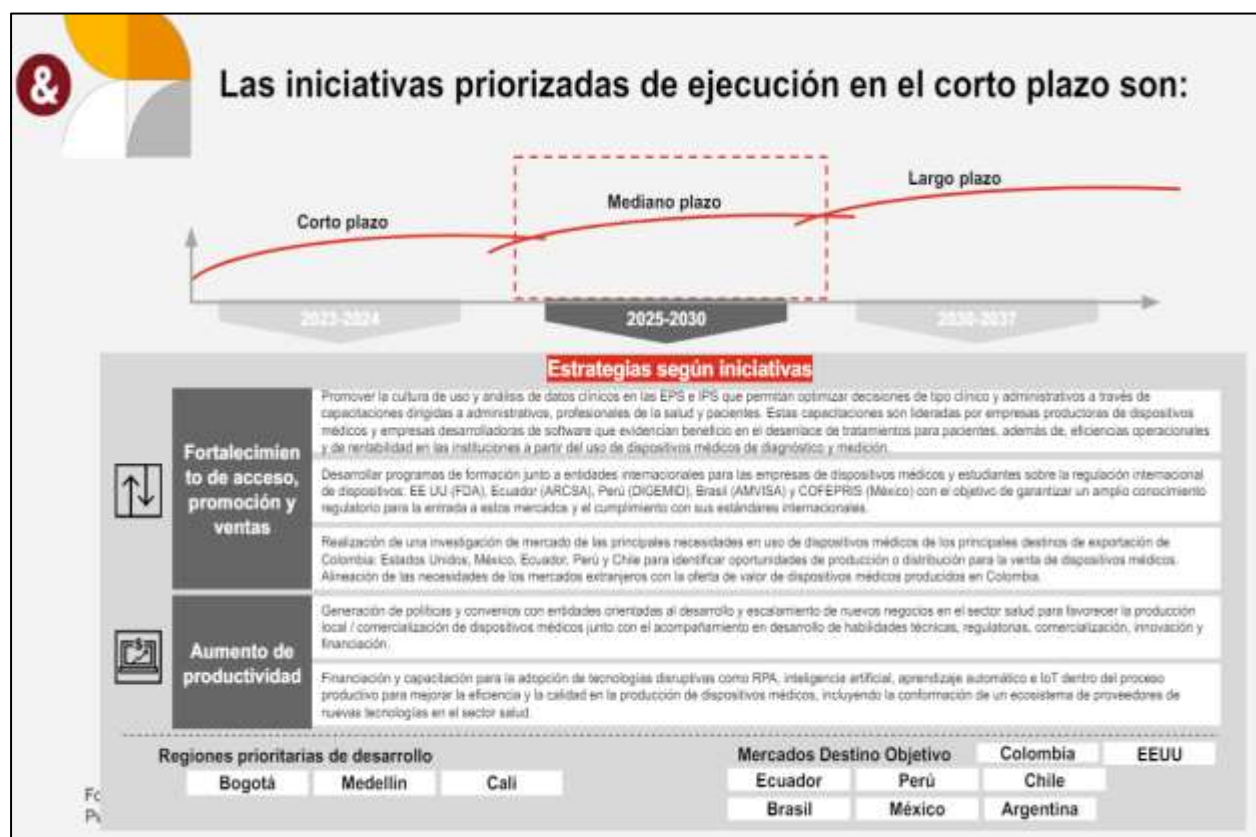 &
Las iniciativas priorizadas de ejecución en el corto plazo son:
Corto plazo
Mediano plazo
Largo plazo
2023-2024
2025-2030
2030-2037
Estrategias según iniciativas
Fortalecimien
to de acceso,
promoción y
ventas
Promover la cultura de uso y análisis de datos clínicos en las EPS e IPS que permitan optimizar decisiones de tipo clínico y administrativos a través de
capacitaciones dirigidas a administrativos, profesionales de la salud y pacientes. Estas capacitaciones son lideradas por empresas productoras de dispositivos
médicos y empresas desarrolladoras de software que evidencien beneficio en el desenlace de tratamientos para pacientes, además de, eficiencias operacionales
y de rentabilidad en las instituciones a partir del uso de dispositivos médicos de diagnóstico y medición.
Desarrollar programas de formación junto a entidades internacionales para las empresas de dispositivos médicos y estudiantes sobre la regulación internacional
de dispositivos: EE UU (FDA), Ecuador (ARCSA), Perú (DIGEMID), Brasil (AMVISA) y COFEPRIS (México) con el objetivo de garantizar un amplio conocimiento
regulatorio para la entrada a estos mercados y el cumplimiento con sus estándares internacionales.
Realización de una investigación de mercado de las principales necesidades en uso de dispositivos médicos de los principales destinos de exportación de
Colombia: Estados Unidos, México, Ecuador, Perú y Chile para identificar oportunidades de producción o distribución para la venta de dispositivos médicos.
Alineación de las necesidades de los mercados extranjeros con la oferta de valor de dispositivos médicos producidos en Colombia.
Aumento de
productividad
Generación de políticas y convenios con entidades orientadas al desarrollo y escalamiento de nuevos negocios en el sector salud para favorecer la producción
local / comercialización de dispositivos médicos junto con el acompañamiento en desarrollo de habilidades técnicas, regulatorias, comercialización, innovación y
financiación.
Financiación y capacitación para la adopción de tecnologías disruptivas como RPA, inteligencia artificial, aprendizaje automático e IoT dentro del proceso
productivo para mejorar la eficiencia y la calidad en la producción de dispositivos médicos, incluyendo la conformación de un ecosistema de proveedores de
nuevas tecnologías en el sector salud.
Regiones prioritarias de desarrollo
Bogotá
Medellin
Cali
Mercados Destino Objetivo
Colombia
EEUU
Ecuador
Perú
Chile
Brasil
México
Argentina